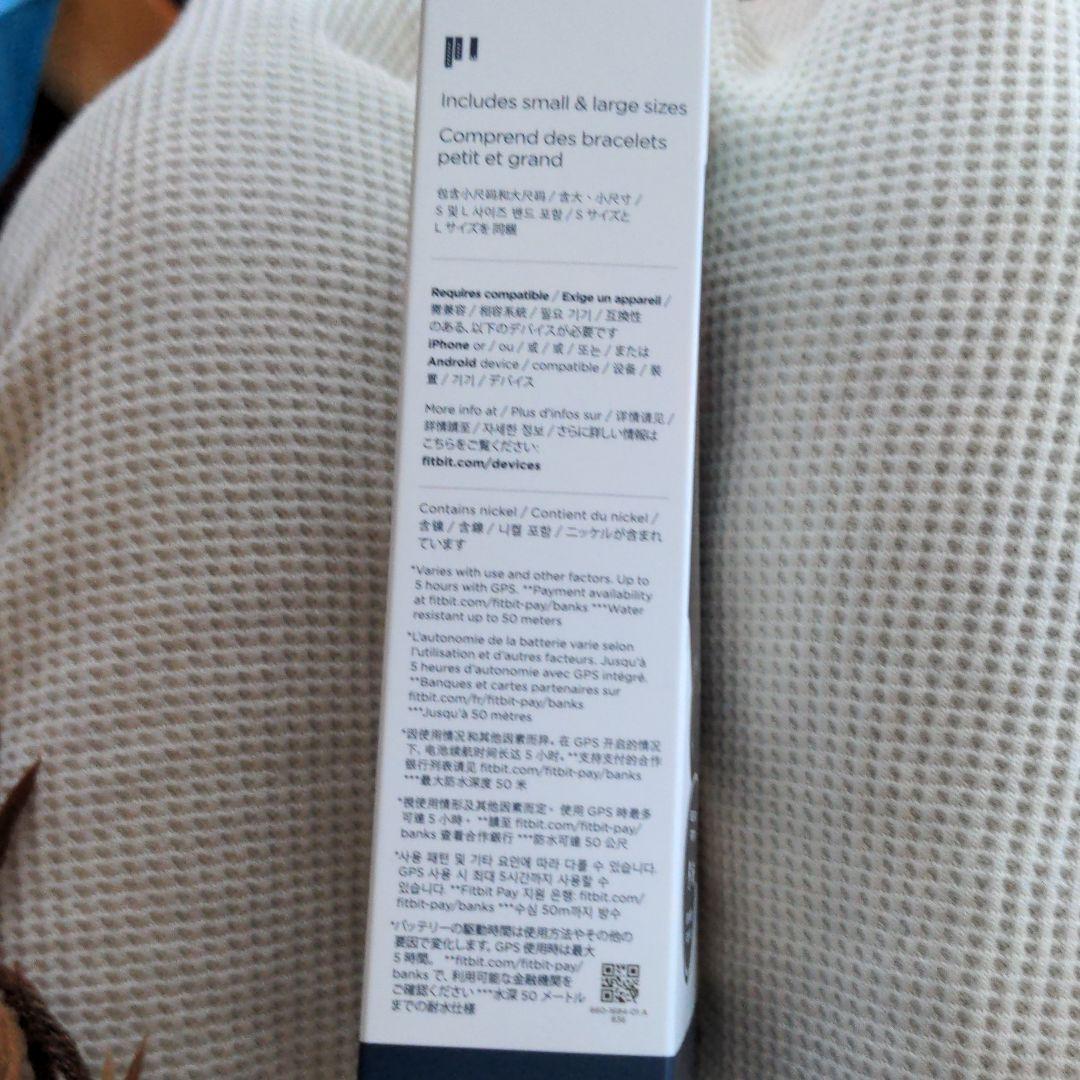 Includes small & large sizes
Comprend des bracelets
petit et grand
包含小尺码和大尺码 / 含大、小尺寸 /
S 및 L 사이즈 밴드 포함 / S サイズと
L サイズを 同梱
Requires compatible / Exige un appareil /
需兼容 / 相容系統 / 필요 기기 / 互換性
のある、以下のデバイスが必要です
iPhone or / ou / 或 / 或 / 또는 / または
Android device / compatible / 设备 / 裝
置 / 기기 / デバイス
More info at / Plus d'infos sur / 详情请见 /
詳情請至 / 자세한 정보 / さらに詳しい情報は
こちらをご覧ください:
fitbit.com/devices
Contains nickel / Contient du nickel /
含镍 / 含鎳 / 니켈 포함 / ニッケルが含まれ
ています
*Varies with use and other factors. Up to
5 hours with GPS. **Payment availability
at fitbit.com/fitbit-pay/banks ***Water
resistant up to 50 meters
*L'autonomie de la batterie varie selon
l'utilisation et d'autres facteurs. Jusqu'à
5 heures d'autonomie avec GPS intégré.
**Banques et cartes partenaires sur
fitbit.com/fr/fitbit-pay/banks
***Jusqu'à 50 mètres
*因使用情况和其他因素而异。在 GPS 开启的情况
下, 电池续航时间长达 5 小时。**支持支付的合作
银行列表请见 fitbit.com/fitbit-pay/banks
***最大防水深度 50 米
*視使用情形及其他因素而定。使用 GPS 時最多
可達 5 小時。**請至 fitbit.com/fitbit-pay/
banks 查看合作銀行 ***防水可達 50 公尺
*사용 패턴 및 기타 요인에 따라 다를 수 있습니다.
GPS 사용 시 최대 5시간까지 사용할 수
있습니다. **Fitbit Pay 지원 은행: fitbit.com/
fitbit-pay/banks ***수심 50m까지 방수
*バッテリーの駆動時間は使用方法やその他の
要因で変化します。GPS 使用時は最大
5 時間。 **fitbit.com/fitbit-pay/
banks で、利用可能な金融機関を
ご確認ください ***水深 50 メートル
までの耐水仕様
660-1684-01 A